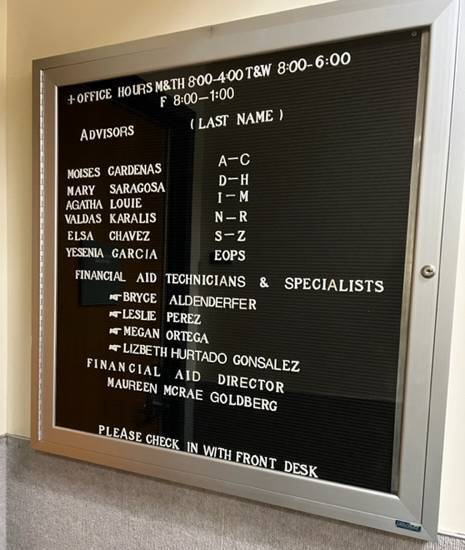 +OFFICE HOURS M&TH 8:00-4:00 T&W 8:00-6:00
F 8:00-1:00
ADVISORS (LAST NAME)
MOISES CARDENAS A-C
MARY SARAGOSA D-H
AGATHA LOUIE I-M
VALDAS KARALIS N-R
ELSA CHAVEZ S-Z
YESENIA GARCIA EOPS
FINANCIAL AID TECHNICIANS & SPECIALISTS
☛BRYCE ALDENDERFER
☛LESLIE PEREZ
☛MEGAN ORTEGA
☛LIZBETH HURTADO GONSALEZ
FINANCIAL AID DIRECTOR
MAUREEN MCRAE GOLDBERG
PLEASE CHECK IN WITH FRONT DESK